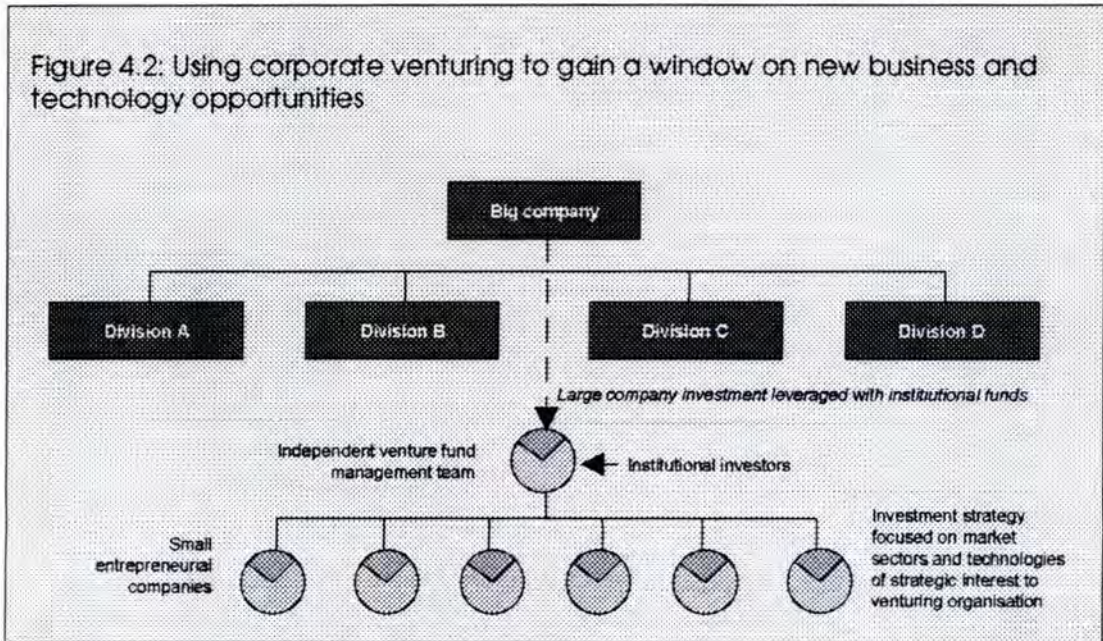 Figure 4.2: Using corporate venturing to gain a window on new business and
technology opportunities
Big company
Division A
Division B
Division C
Division D
Large company investment leveraged with institutional funds
Independent venture fund
management team
Institutional investors
Small
entrepreneurial
companies
Investment strategy
focused on market
sectors and technologies
of strategic interest to
venturing organisation